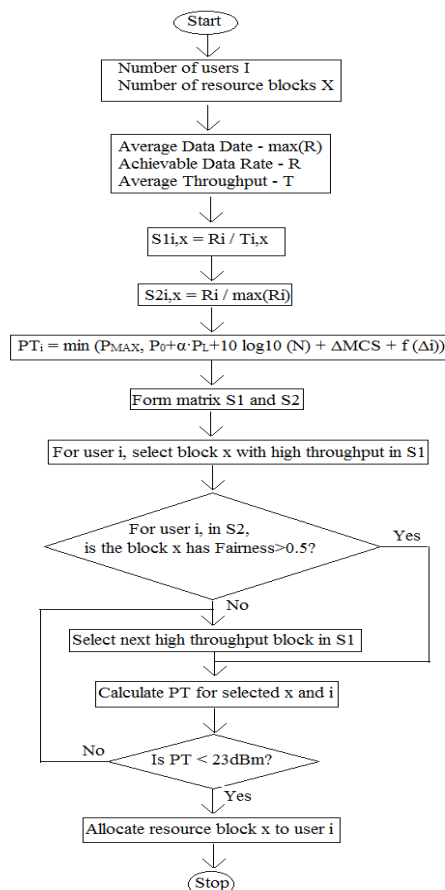 Start
Number of users I
Number of resource blocks X
Average Data Date - max(R)
Achievable Data Rate - R
Average Throughput - T
S1i,x = Ri / Ti,x
S2i,x = Ri / max(Ri)
PTi = min (PMAX, P0+α·PL+10 log10 (N) + ΔMCS + f (Δi))
Form matrix S1 and S2
For user i, select block x with high throughput in S1
For user i, in S2,
is the block x has Fairness>0.5?
Yes
No
Select next high throughput block in S1
Calculate PT for selected x and i
No
Is PT < 23dBm?
Yes
Allocate resource block x to user i
Stop